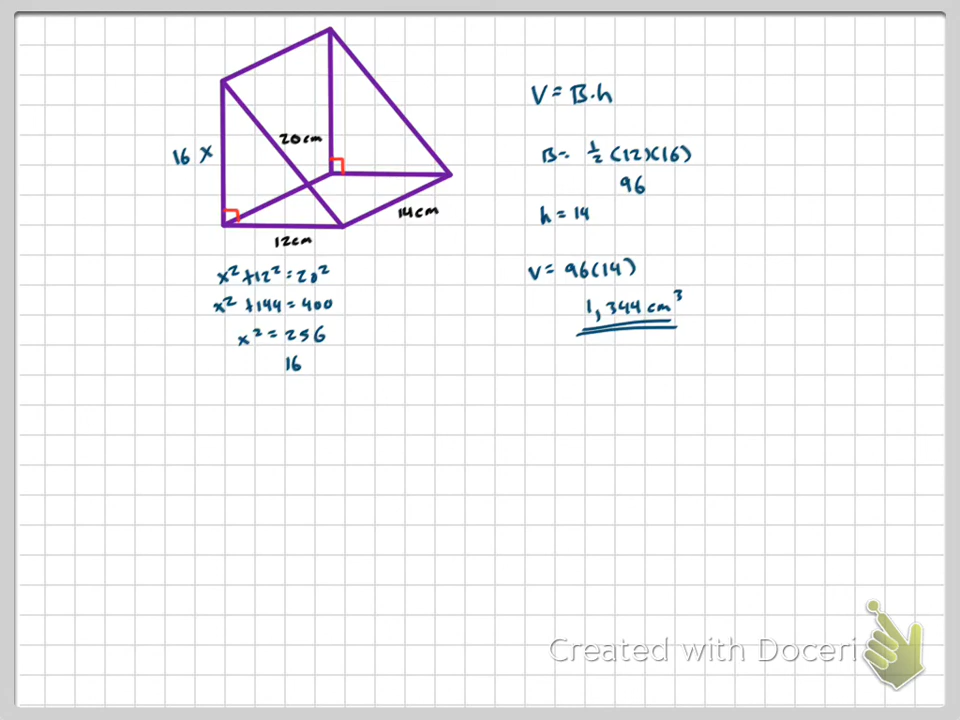 16 x
20cm
14cm
12cm
x² + 12² = 20²
x² + 144 = 400
x² = 256
16
V = B·h
B = ½ (12)(16)
96
h = 14
V = 96(14)
1,344 cm³
Created with Doceri